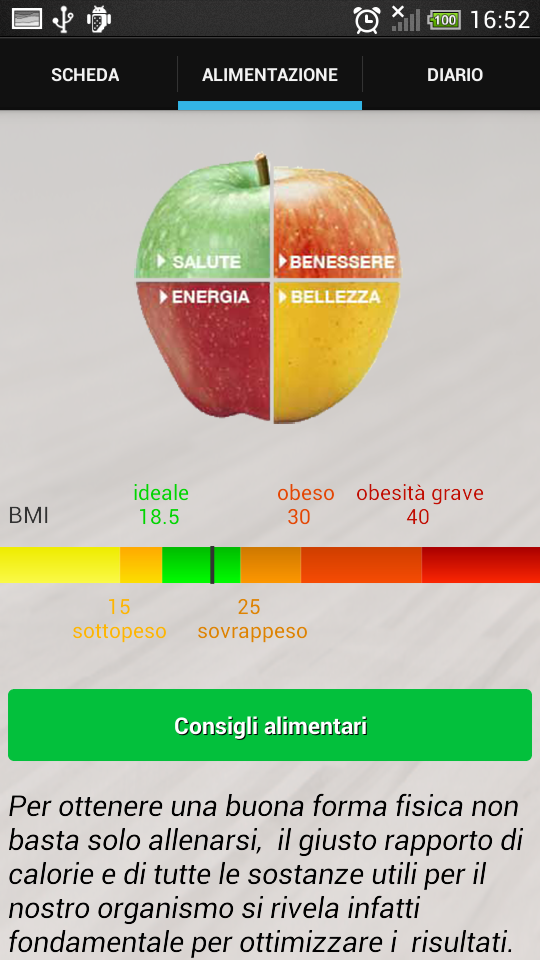 100 16:52
SCHEDA ALIMENTAZIONE DIARIO
SALUTE BENESSERE
ENERGIA BELLEZZA
ideale obeso obesità grave
BMI 18.5 30 40
15 25
sottopeso sovrappeso
Consigli alimentari
Per ottenere una buona forma fisica non
basta solo allenarsi, il giusto rapporto di
calorie e di tutte le sostanze utili per il
nostro organismo si rivela infatti
fondamentale per ottimizzare i risultati.